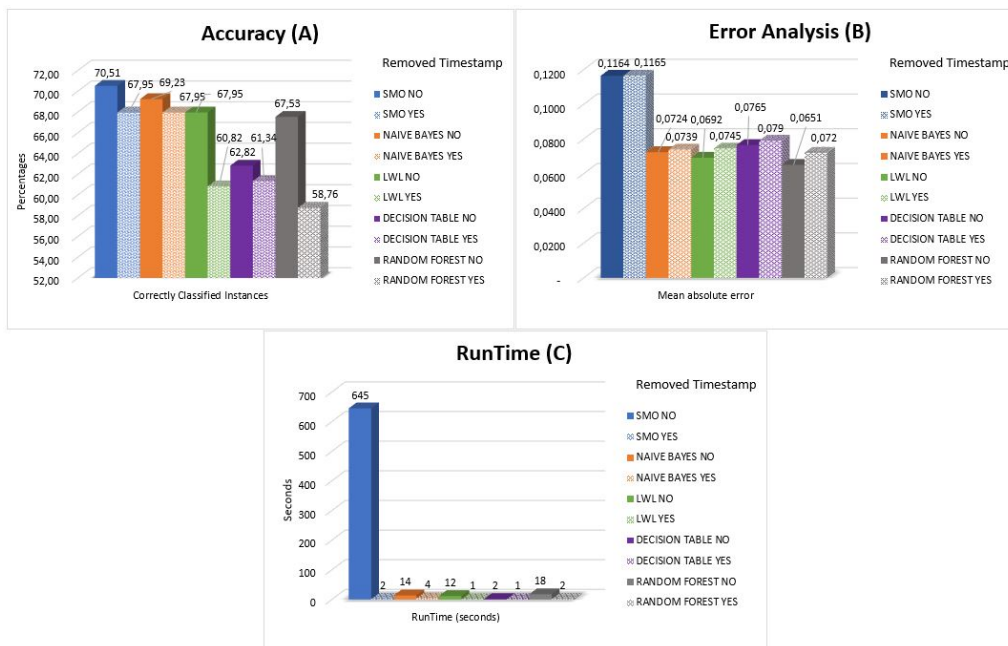 Accuracy (A)
Removed Timestamp
72,00
70,00
68,00
66,00
64,00
62,00
60,00
58,00
56,00
54,00
52,00
Percentages
70,51
67,95
69,23
67,95
67,95
60,82
62,82
61,34
67,53
58,76
Correctly Classified Instances
SMO NO
SMO YES
NAIVE BAYES NO
NAIVE BAYES YES
LWL NO
LWL YES
DECISION TABLE NO
DECISION TABLE YES
RANDOM FOREST NO
RANDOM FOREST YES
Error Analysis (B)
Removed Timestamp
0,1200
0,1000
0,0800
0,0600
0,0400
0,0200
-
0,1164
0,1165
0,0724
0,0739
0,0692
0,0745
0,0765
0,079
0,0651
0,072
Mean absolute error
SMO NO
SMO YES
NAIVE BAYES NO
NAIVE BAYES YES
LWL NO
LWL YES
DECISION TABLE NO
DECISION TABLE YES
RANDOM FOREST NO
RANDOM FOREST YES
RunTime (C)
Removed Timestamp
700
600
500
400
300
200
100
0
Seconds
645
2
14
4
12
1
2
1
18
2
RunTime (seconds)
SMO NO
SMO YES
NAIVE BAYES NO
NAIVE BAYES YES
LWL NO
LWL YES
DECISION TABLE NO
DECISION TABLE YES
RANDOM FOREST NO
RANDOM FOREST YES